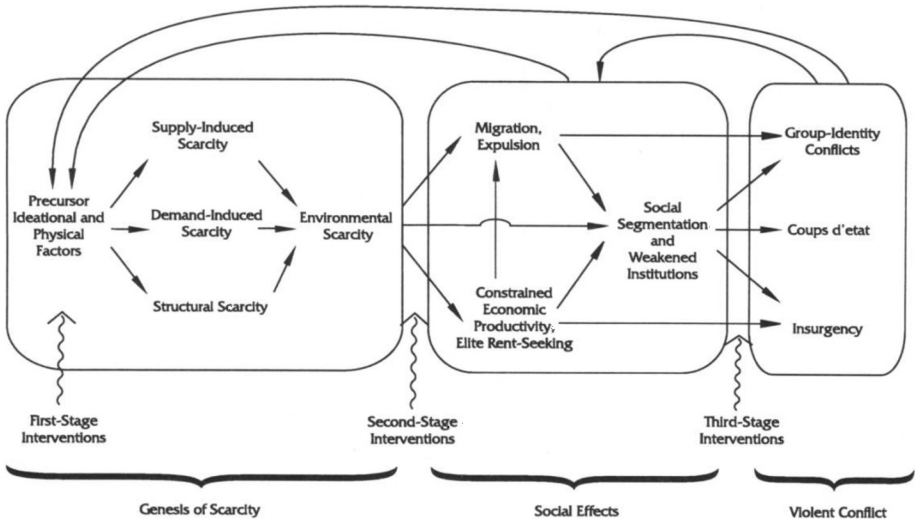 Supply-Induced
Scarcity
Precursor
Ideational and
Physical
Factors
Demand-Induced
Scarcity
Structural Scarcity
Environmental
Scarcity
Migration,
Expulsion
Constrained
Economic
Productivity,
Elite Rent-Seeking
Social
Segmentation
and
Weakened
Institutions
Group-Identity
Conflicts
Coups d'etat
Insurgency
First-Stage
Interventions
Second-Stage
Interventions
Third-Stage
Interventions
Genesis of Scarcity
Social Effects
Violent Conflict